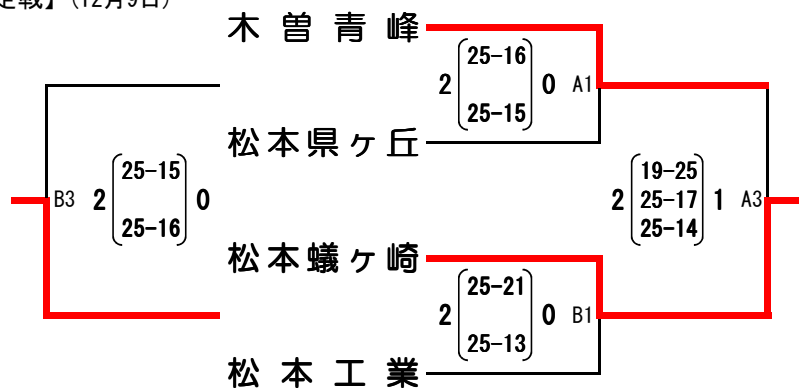 定戦】（12月9日）
木曽青峰
2 25-16 0 A1
25-15
松本県ヶ丘
25-15
B3 2 0
25-16
19-25
2 25-17 1 A3
25-14
松本蟻ヶ崎
25-21
2 0 B1
25-13
松本工業